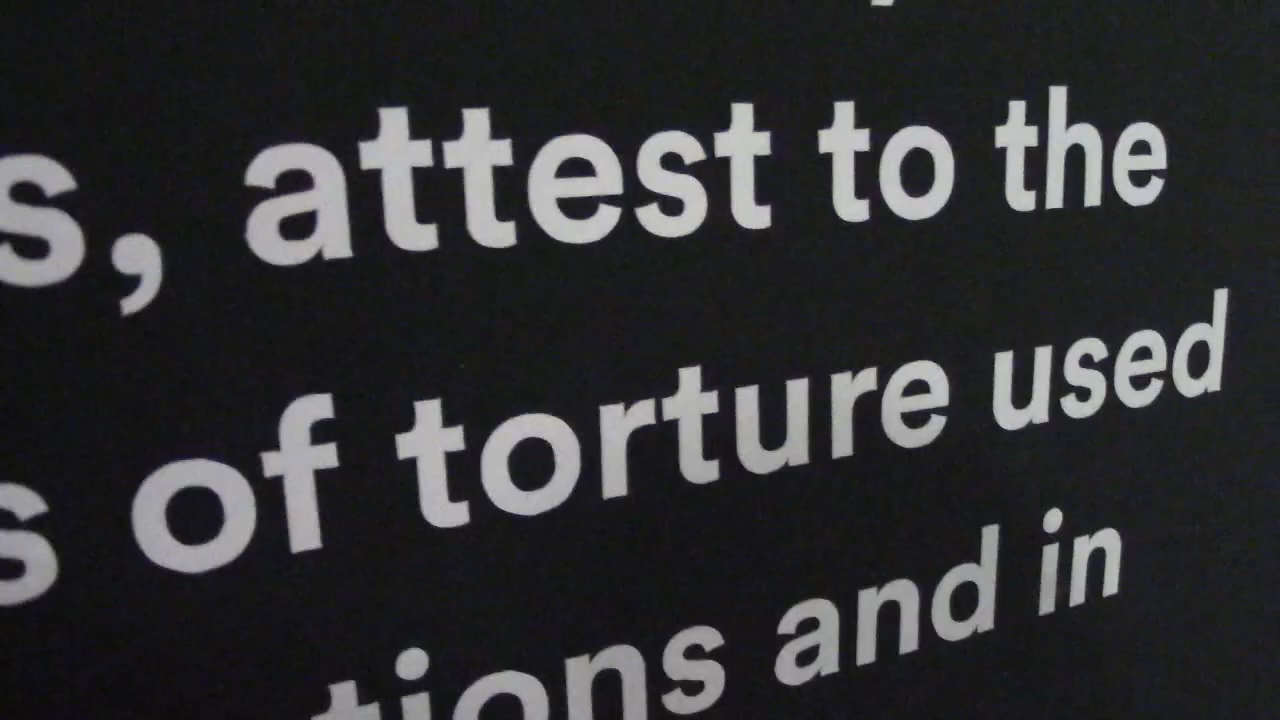 s, attest to the
s of torture used
tions and in